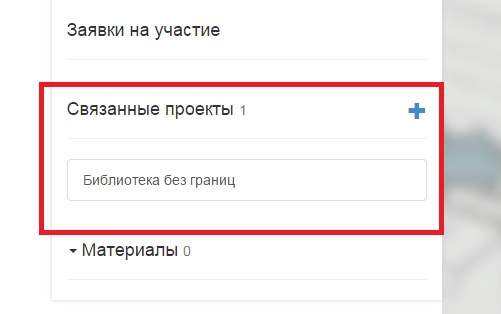 Заявки на участие
Связанные проекты 1
Библиотека без границ
Материалы 0